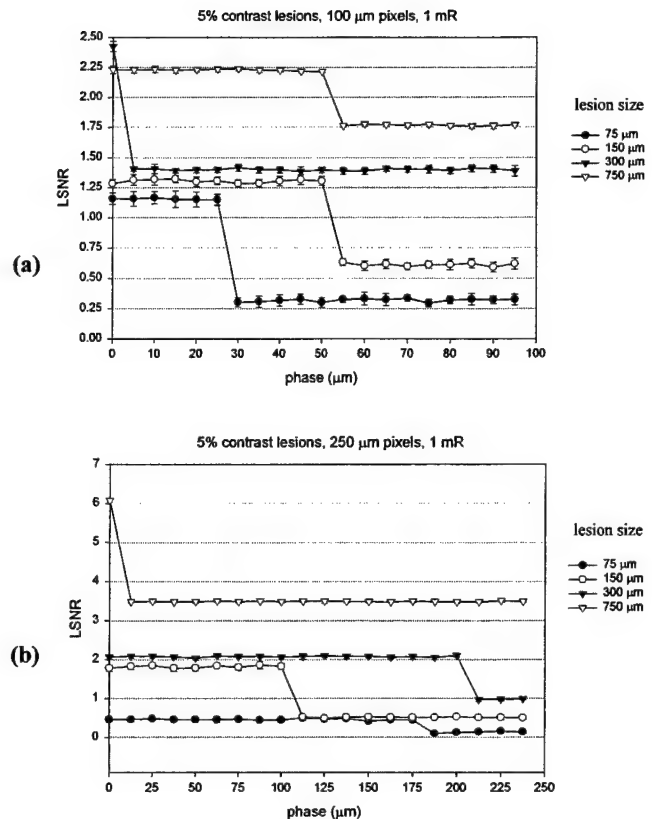 5% contrast lesions, 100 µm pixels, 1 mR
2.50
2.25
2.00
1.75
1.50
1.25
1.00
0.75
0.50
0.25
0.00
LSNR
0 10 20 30 40 50 60 70 80 90 100
phase (µm)
lesion size
75 µm
150 µm
300 µm
750 µm
(a)
5% contrast lesions, 250 µm pixels, 1 mR
7
6
5
4
3
2
1
0
LSNR
0 25 50 75 100 125 150 175 200 225 250
phase (µm)
lesion size
75 µm
150 µm
300 µm
750 µm
(b)